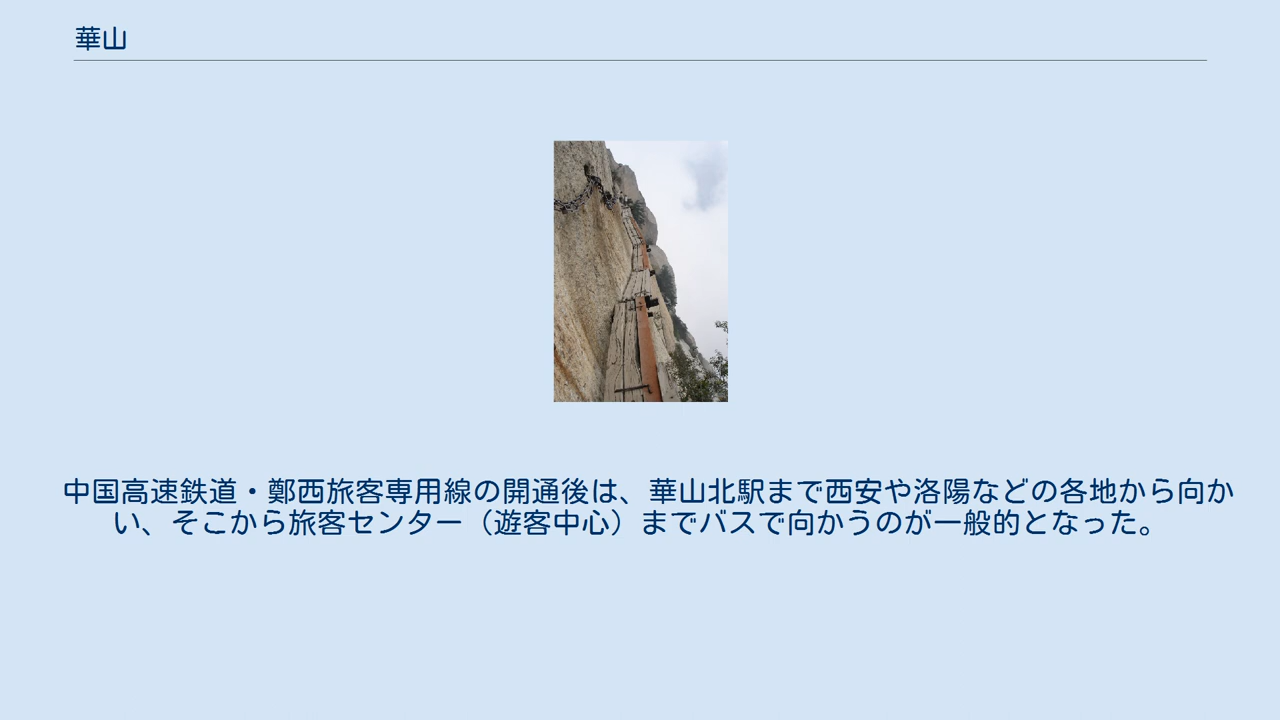 華山
中国高速鉄道・鄭西旅客専用線の開通後は、華山北駅まで西安や洛陽などの各地から向か
い、そこから旅客センター（遊客中心）までバスで向かうのが一般的となった。